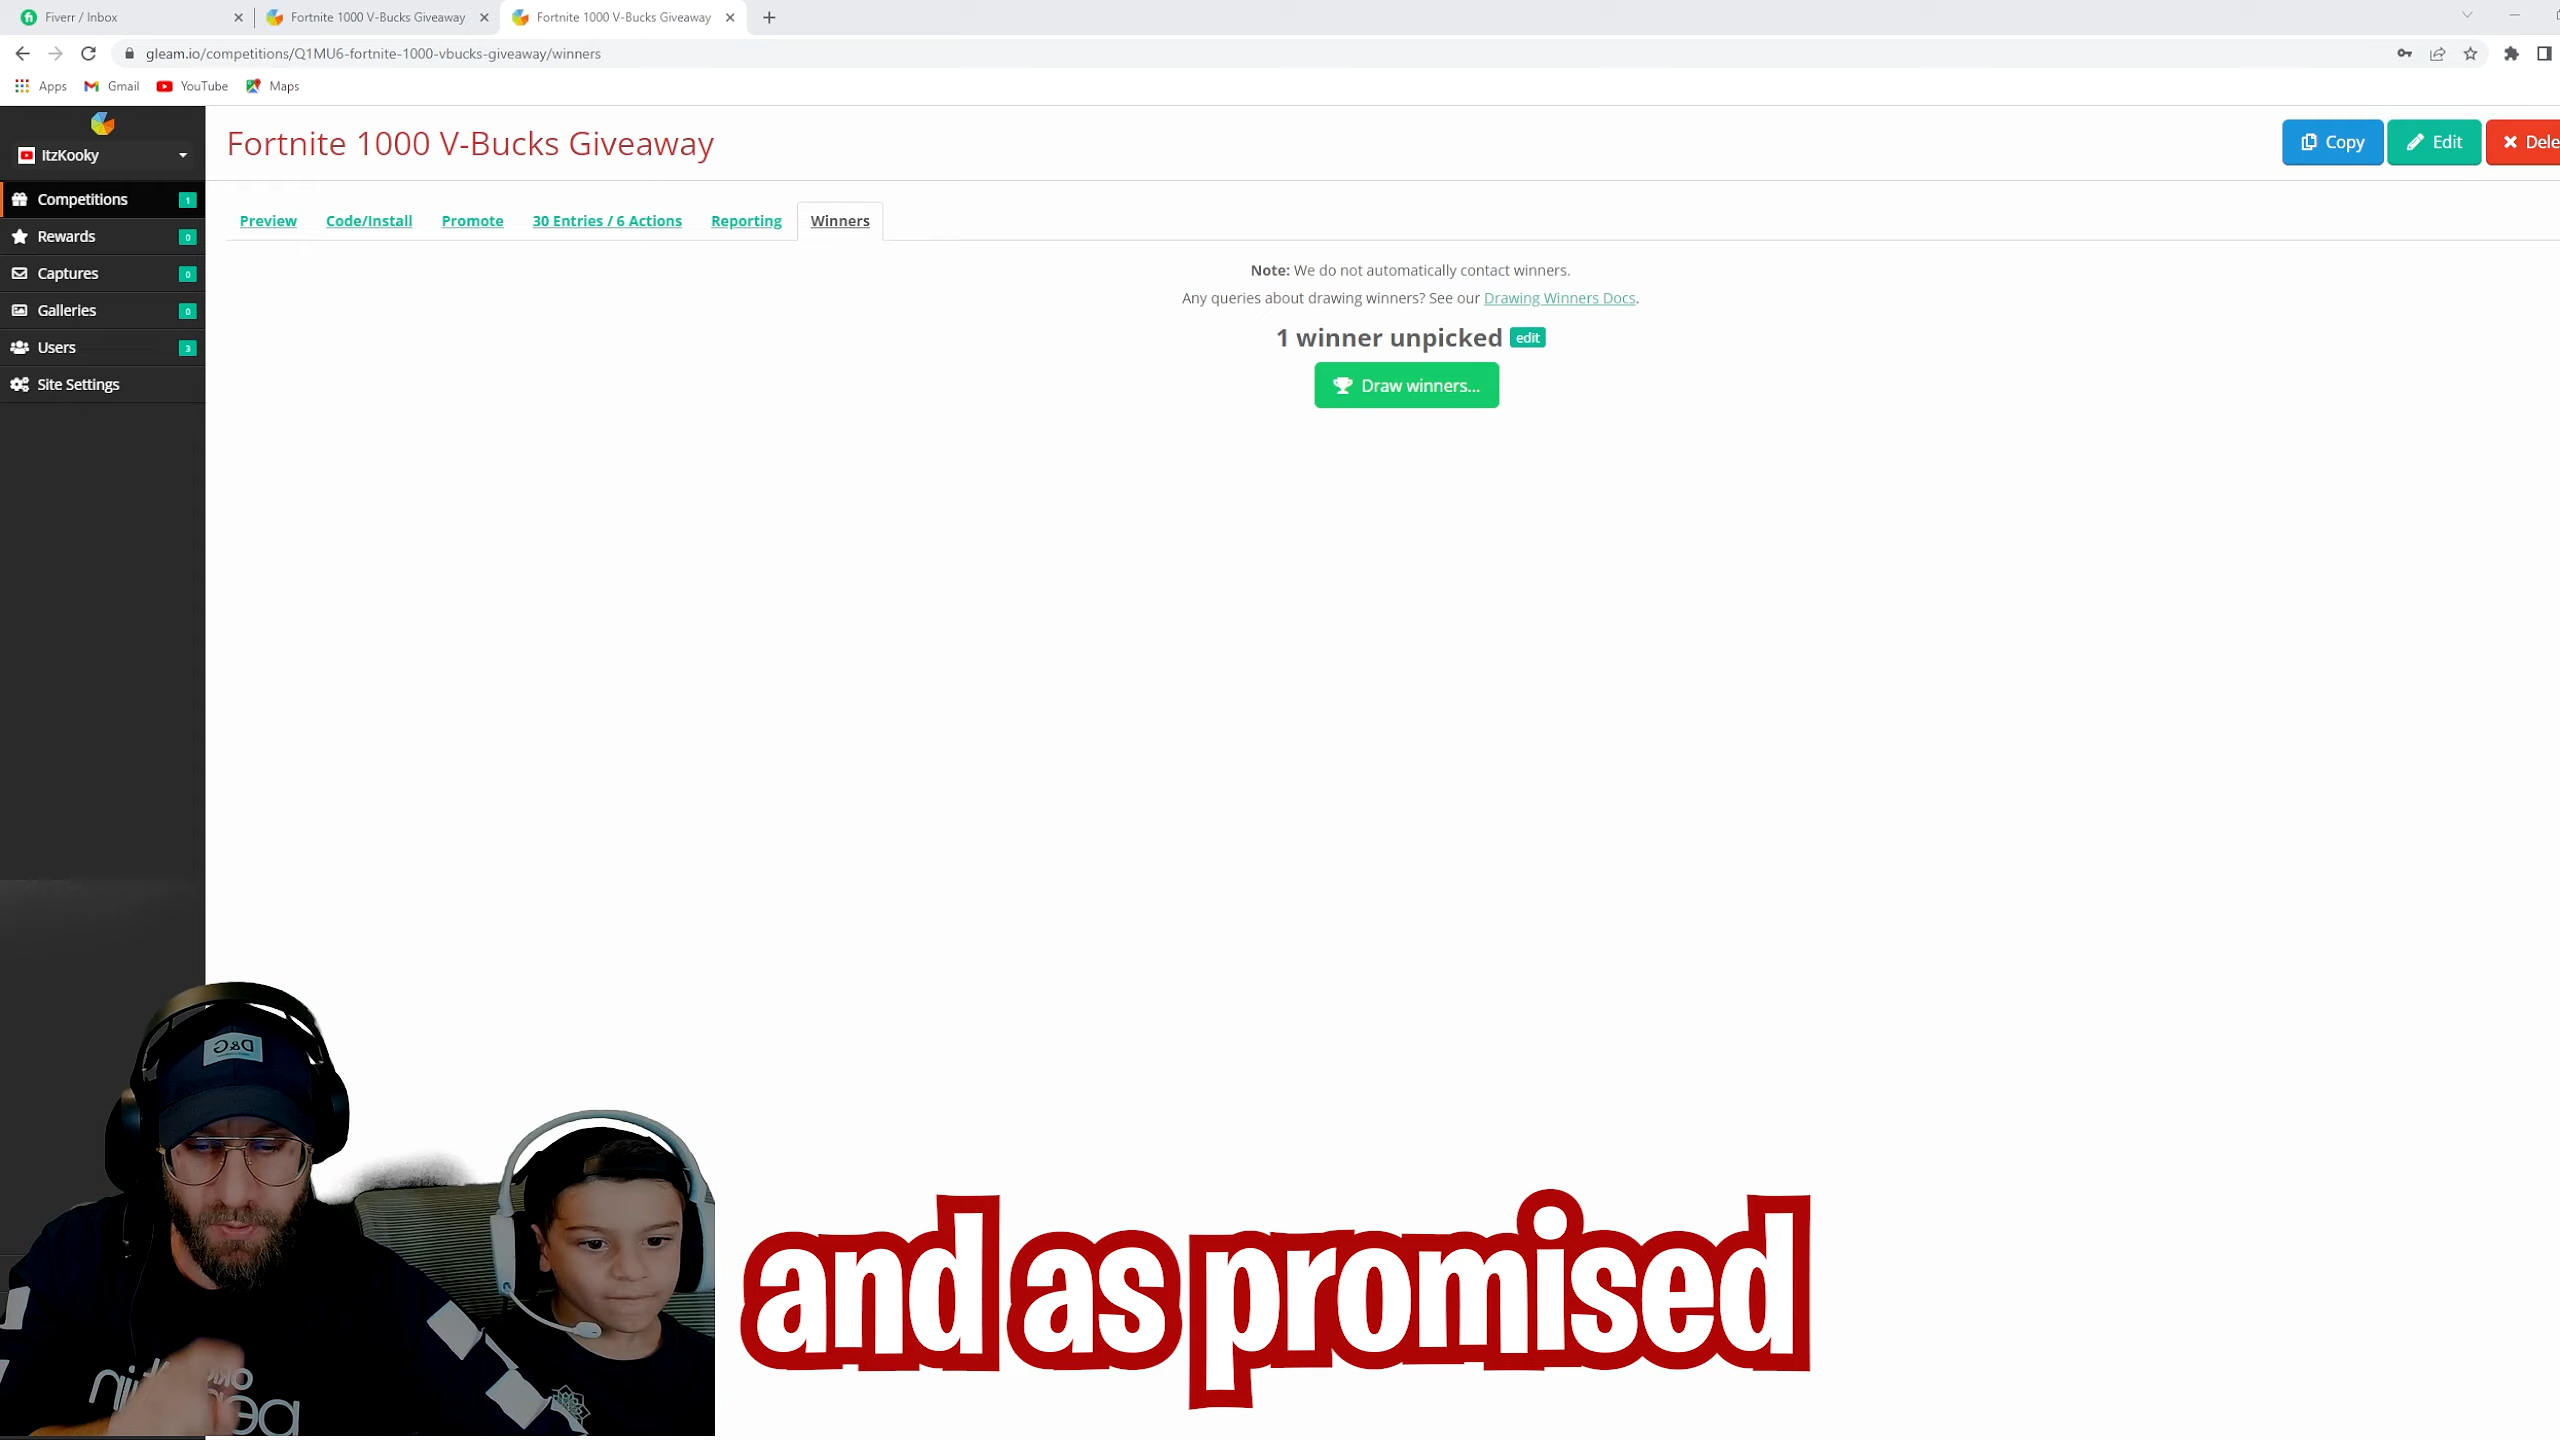 Fiverr / Inbox
Fortnite 1000 V-Bucks Giveaway
Fortnite 1000 V-Bucks Giveaway
gleam.io/competitions/Q1MU6-fortnite-1000-vbucks-giveaway/winners
Apps Gmail YouTube Maps
ItzKooky
Fortnite 1000 V-Bucks Giveaway
Copy
Edit
Dele
Competitions 1
Rewards 0
Captures 0
Galleries 0
Users 3
Site Settings
Preview Code/Install Promote 30 Entries / 6 Actions Reporting Winners
Note: We do not automatically contact winners.
Any queries about drawing winners? See our Drawing Winners Docs.
1 winner unpicked edit
Draw winners...
D&G
and as promised